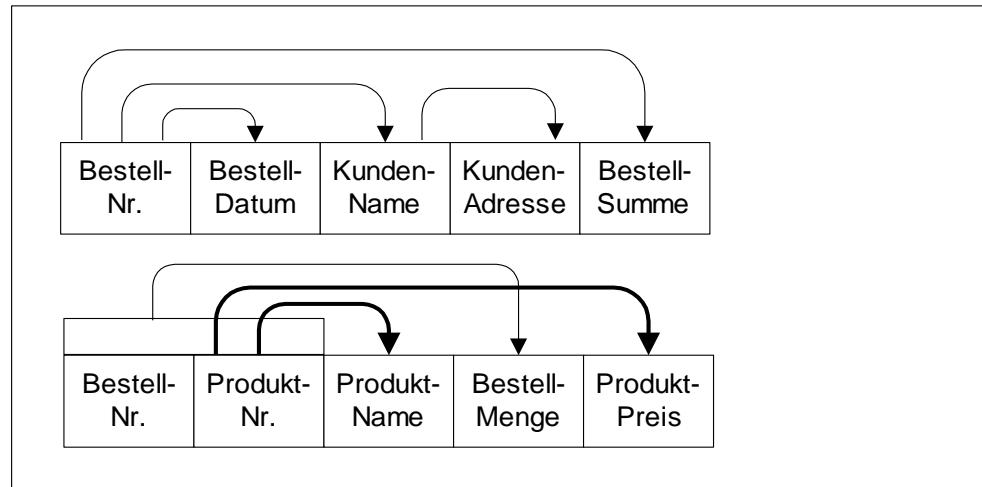 Bestell- Bestell- Kunden- Kunden- Bestell-
Nr. Datum Name Adresse Summe
Bestell- Produkt- Produkt- Bestell- Produkt-
Nr. Nr. Name Menge Preis